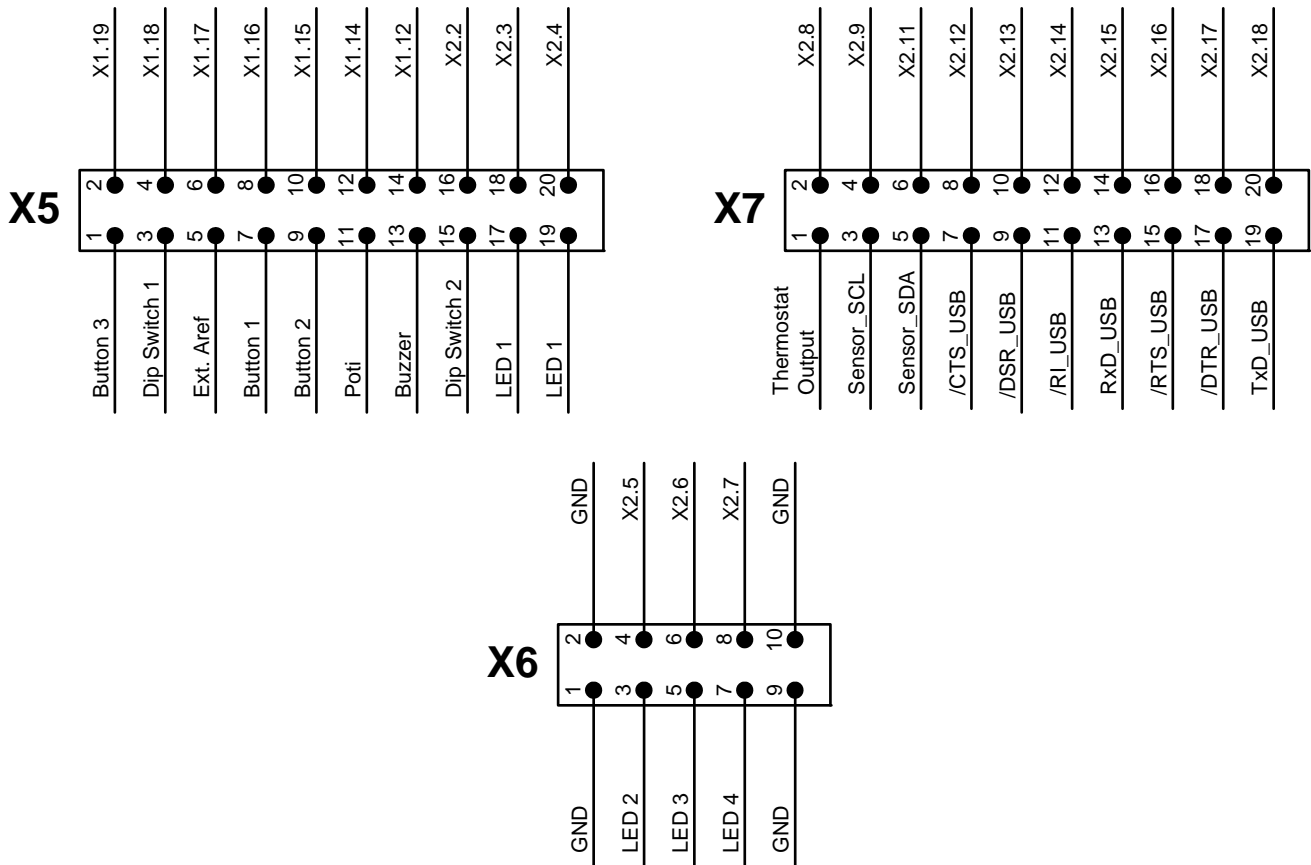 X1.19
X1.18
X1.17
X1.16
X1.15
X1.14
X1.12
X2.2
X2.3
X2.4
X5
2
4
6
8
10
12
14
16
18
20
1
3
5
7
9
11
13
15
17
19
Button 3
Dip Switch 1
Ext. Aref
Button 1
Button 2
Poti
Buzzer
Dip Switch 2
LED 1
LED 1
X2.8
X2.9
X2.11
X2.12
X2.13
X2.14
X2.15
X2.16
X2.17
X2.18
X7
2
4
6
8
10
12
14
16
18
20
1
3
5
7
9
11
13
15
17
19
Thermostat
Output
Sensor_SCL
Sensor_SDA
/CTS_USB
/DSR_USB
/RI_USB
RxD_USB
/RTS_USB
/DTR_USB
TxD_USB
GND
X2.5
X2.6
X2.7
GND
X6
2
4
6
8
10
1
3
5
7
9
GND
LED 2
LED 3
LED 4
GND